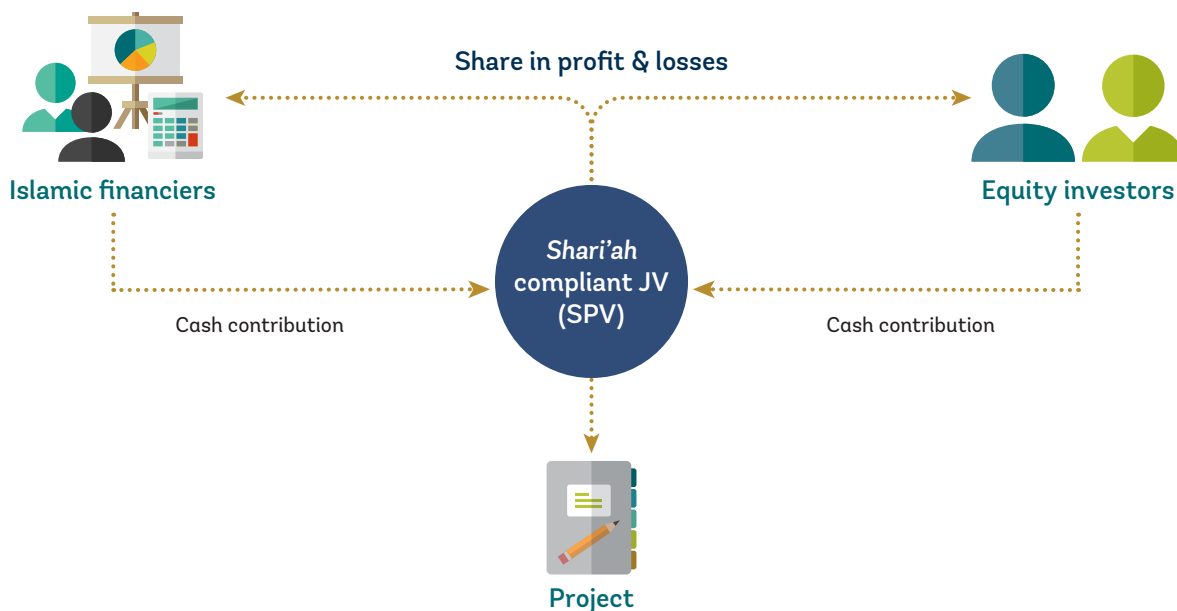 Share in profit & losses
Islamic financiers
Equity investors
Shari’ah
compliant JV
(SPV)
Cash contribution
Cash contribution
Project